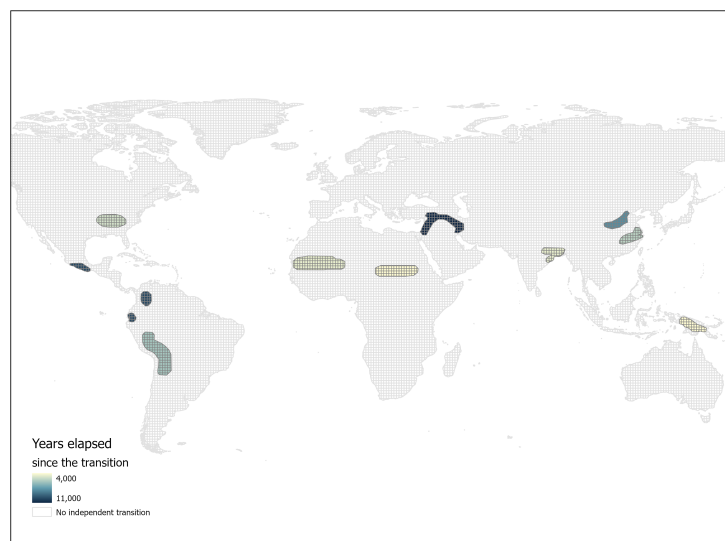 Years elapsed
since the transition
4,000
11,000
No independent transition